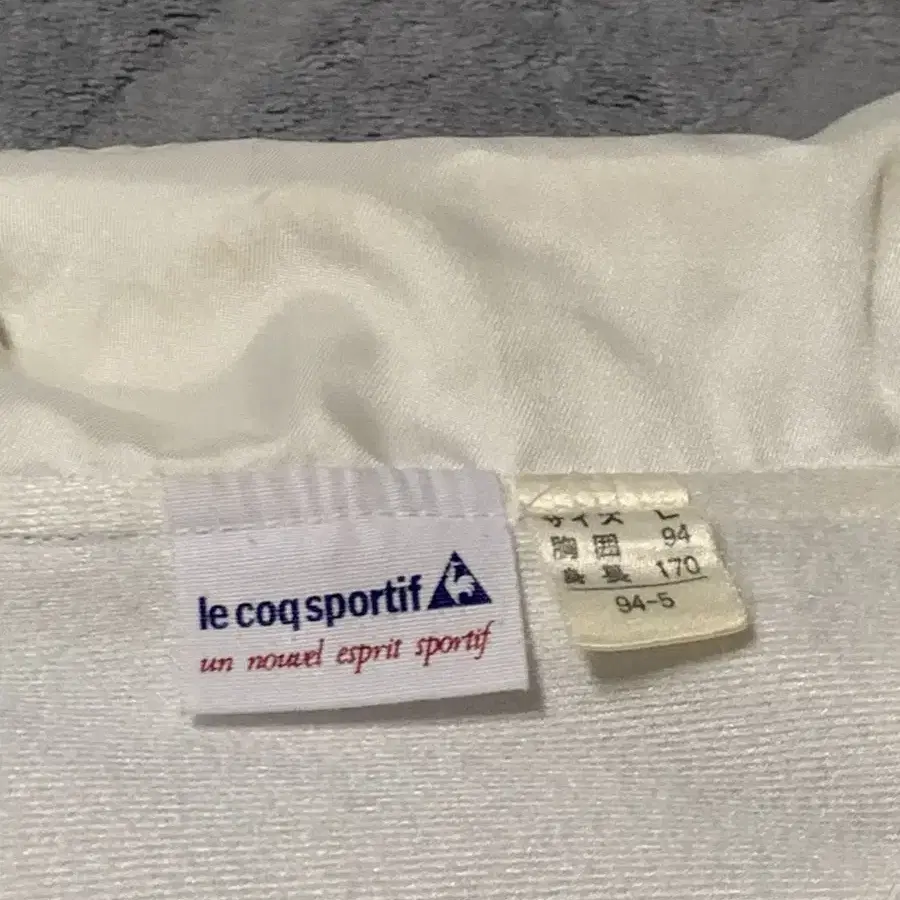 le coq sportif
un nouvel esprit sportif
サイズ L
胸囲 94
身長 170
94-5